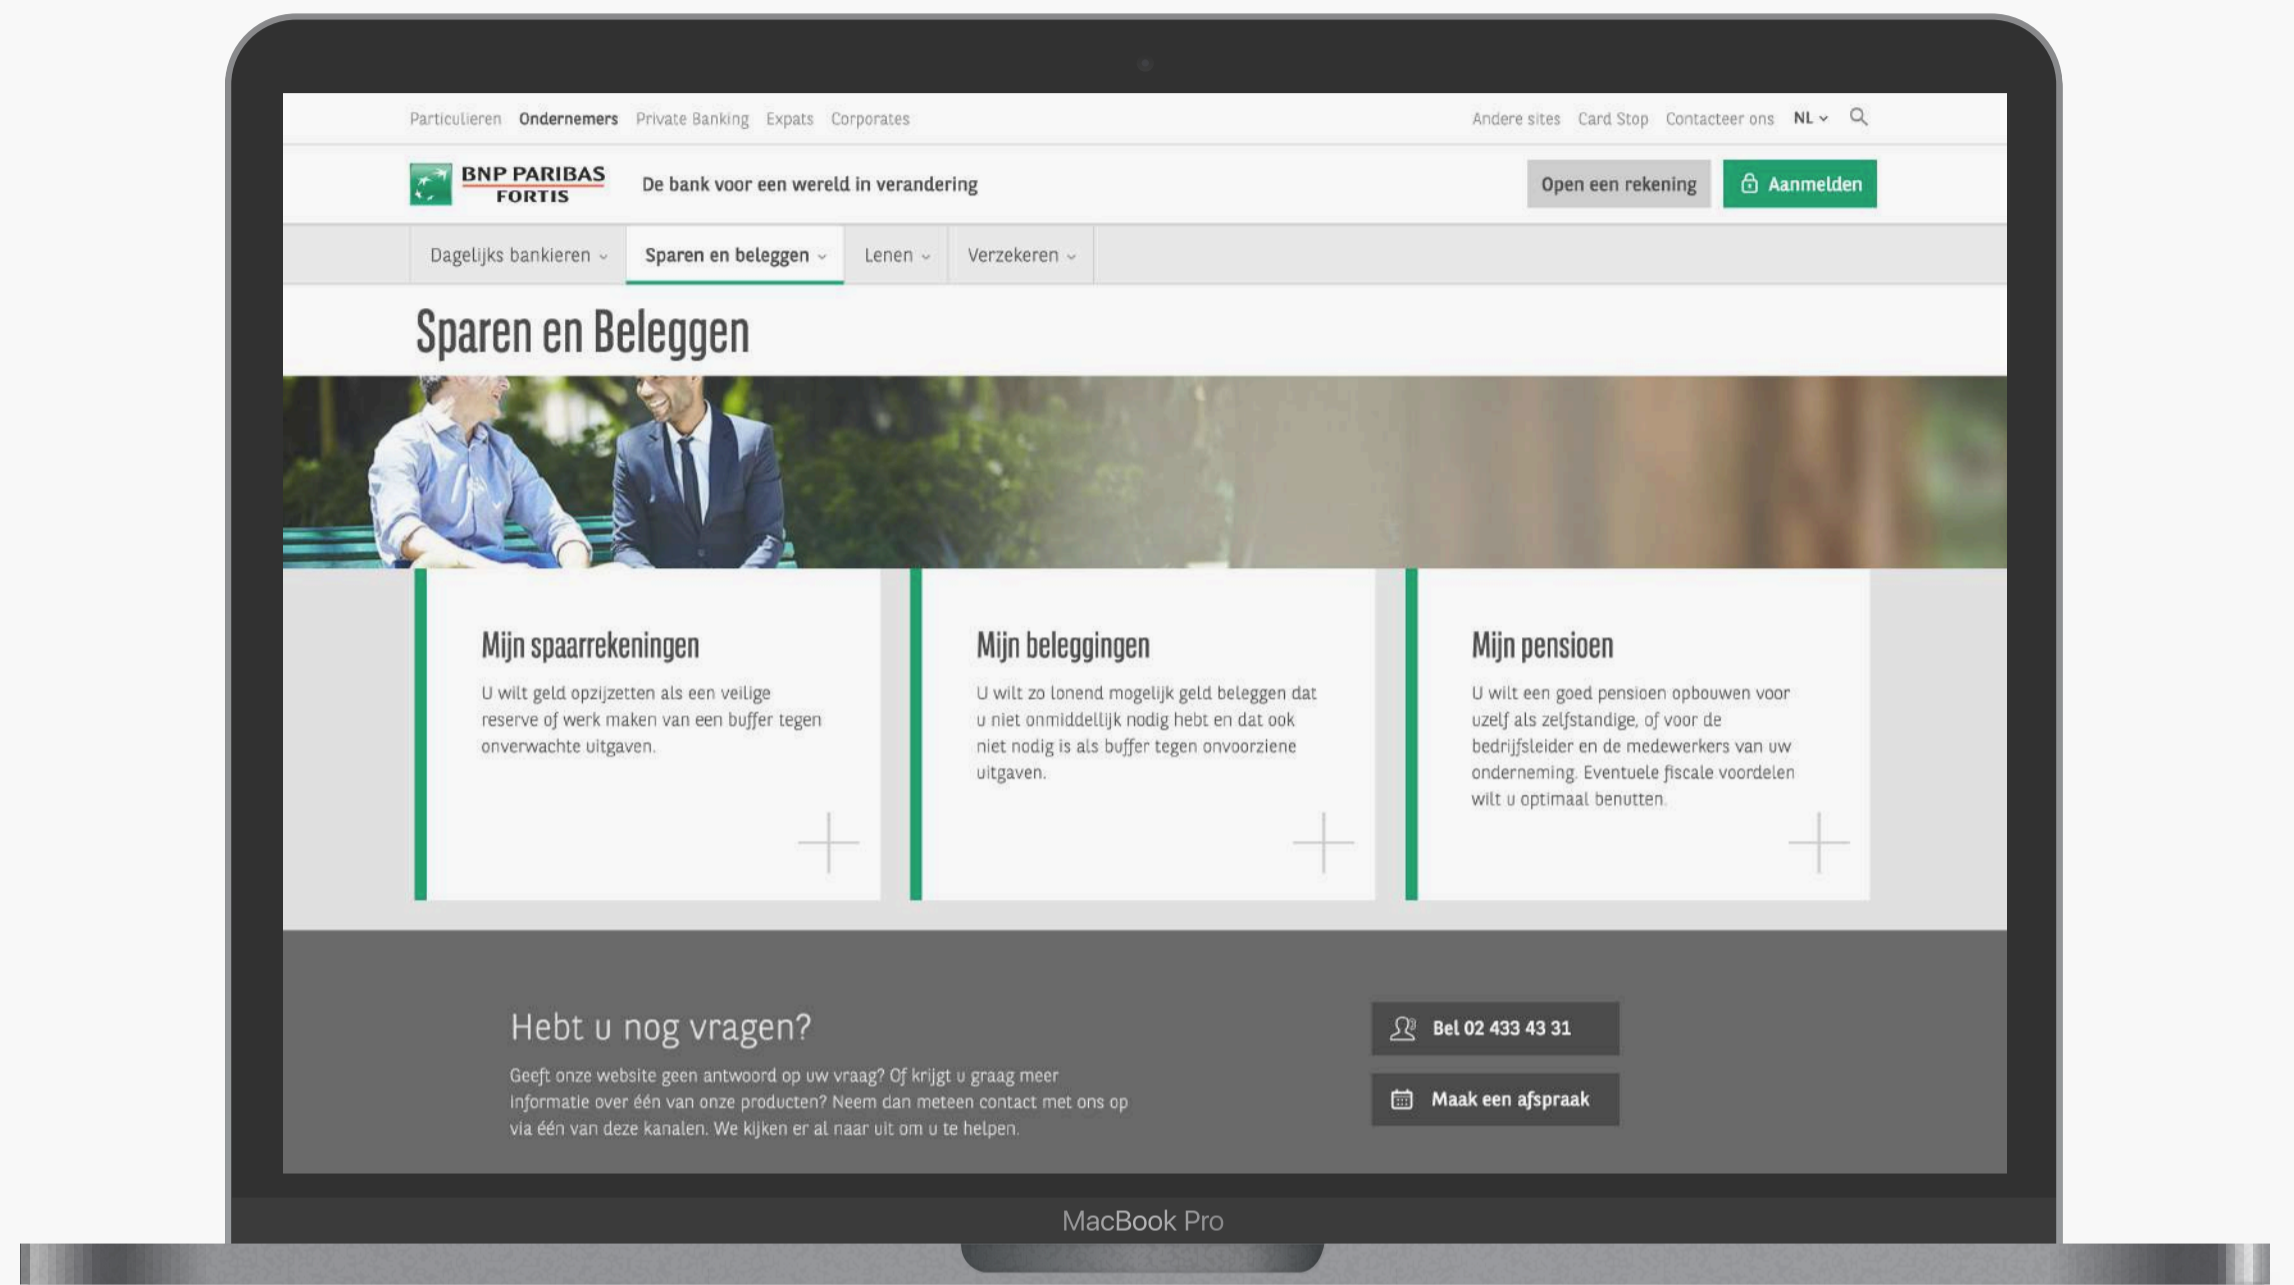 Particulieren Ondernemers Private Banking Expats Corporates
Andere sites Card Stop Contacteer ons NL
BNP PARIBAS
FORTIS
De bank voor een wereld in verandering
Open een rekening
Aanmelden
Dagelijks bankieren Sparen en beleggen Lenen Verzekeren
Sparen en Beleggen
Mijn spaarrekeningen
U wilt geld opzijzetten als een veilige
reserve of werk maken van een buffer tegen
onverwachte uitgaven.
Mijn beleggingen
U wilt zo lonend mogelijk geld beleggen dat
u niet onmiddellijk nodig hebt en dat ook
niet nodig is als buffer tegen onvoorziene
uitgaven.
Mijn pensioen
U wilt een goed pensioen opbouwen voor
uzelf als zelfstandige, of voor de
bedrijfsleider en de medewerkers van uw
onderneming. Eventuele fiscale voordelen
wilt u optimaal benutten.
Hebt u nog vragen?
Geeft onze website geen antwoord op uw vraag? Of krijgt u graag meer
informatie over één van onze producten? Neem dan meteen contact met ons op
via één van deze kanalen. We kijken er al naar uit om u te helpen.
Bel 02 433 43 31
Maak een afspraak
MacBook Pro